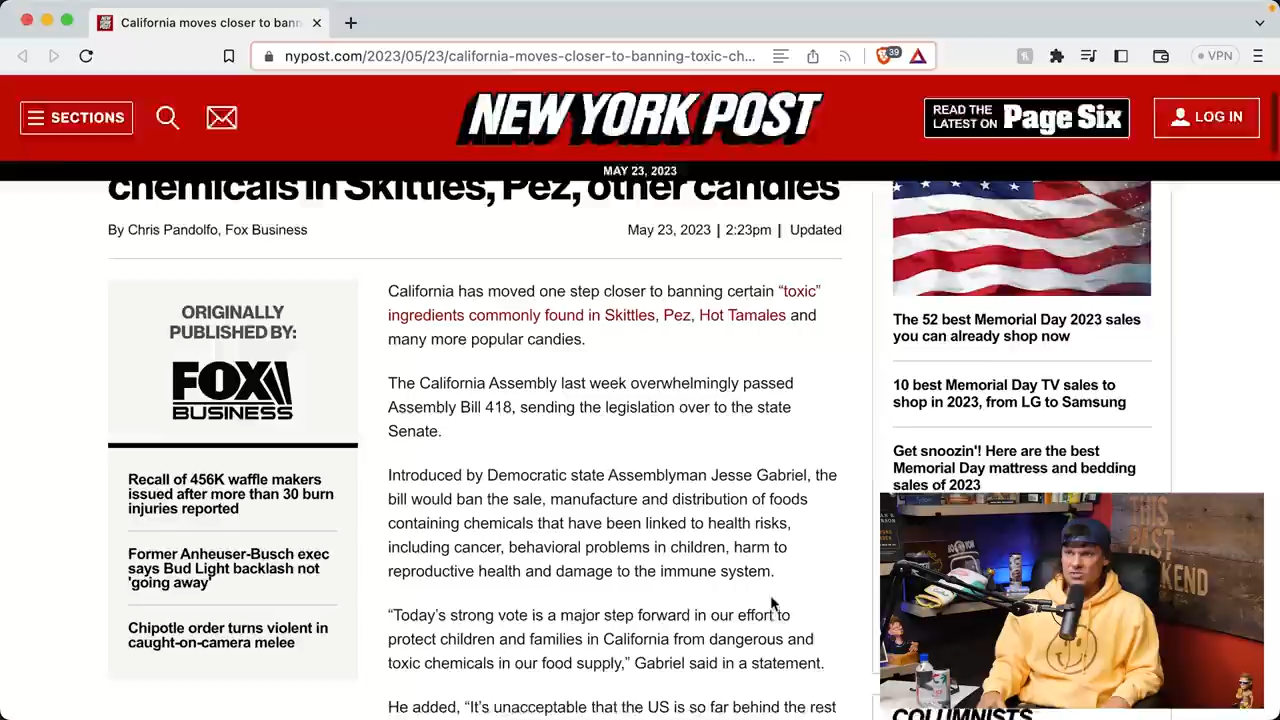 California moves closer to bann
nypost.com/2023/05/23/california-moves-closer-to-banning-toxic-ch...
39
VPN
SECTIONS
NEW YORK POST
READ THE
LATEST ON
Page Six
LOG IN
MAY 23, 2023
chemicals in Skittles, Pez, other candies
By Chris Pandolfo, Fox Business
May 23, 2023 | 2:23pm | Updated
ORIGINALLY
PUBLISHED BY:
FOX
BUSINESS
Recall of 456K waffle makers
issued after more than 30 burn
injuries reported
Former Anheuser-Busch exec
says Bud Light backlash not
'going away'
Chipotle order turns violent in
caught-on-camera melee
California has moved one step closer to banning certain “toxic”
ingredients commonly found in Skittles, Pez, Hot Tamales and
many more popular candies.
The California Assembly last week overwhelmingly passed
Assembly Bill 418, sending the legislation over to the state
Senate.
Introduced by Democratic state Assemblyman Jesse Gabriel, the
bill would ban the sale, manufacture and distribution of foods
containing chemicals that have been linked to health risks,
including cancer, behavioral problems in children, harm to
reproductive health and damage to the immune system.
“Today’s strong vote is a major step forward in our effort to
protect children and families in California from dangerous and
toxic chemicals in our food supply,” Gabriel said in a statement.
He added, “It’s unacceptable that the US is so far behind the rest
The 52 best Memorial Day 2023 sales
you can already shop now
10 best Memorial Day TV sales to
shop in 2023, from LG to Samsung
Get snoozin'! Here are the best
Memorial Day mattress and bedding
sales of 2023
THIS
PAST
COLUMNISTS